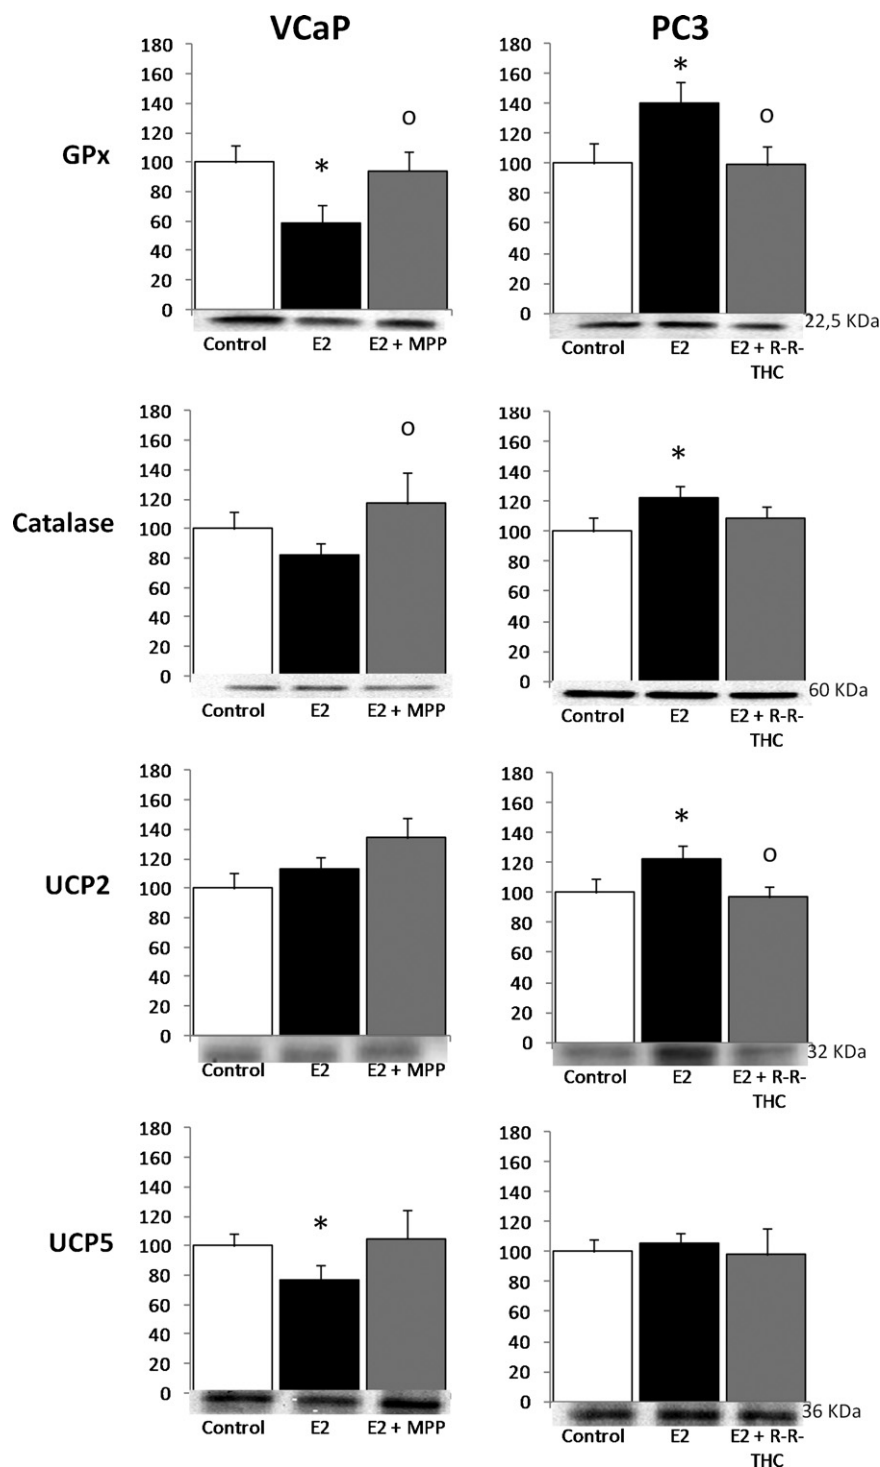 VCaP PC3
GPx
180 180
160 160 *
140 140
120 o 120 o
100 * 100
80 80
60 60
40 40
20 20
0 0
22,5 KDa
Control E2 E2 + MPP Control E2 E2 + R-R-
THC
Catalase
180 180
160 o 160
140 140 *
120 120
100 100
80 80
60 60
40 40
20 20
0 0
60 KDa
Control E2 E2 + MPP Control E2 E2 + R-R-
THC
UCP2
180 180
160 160 *
140 140
120 120 o
100 100
80 80
60 60
40 40
20 20
0 0
32 KDa
Control E2 E2 + MPP Control E2 E2 + R-R-
THC
UCP5
180 180
160 160
140 140
120 * 120
100 100
80 80
60 60
40 40
20 20
0 0
36 KDa
Control E2 E2 + MPP Control E2 E2 + R-R-
THC